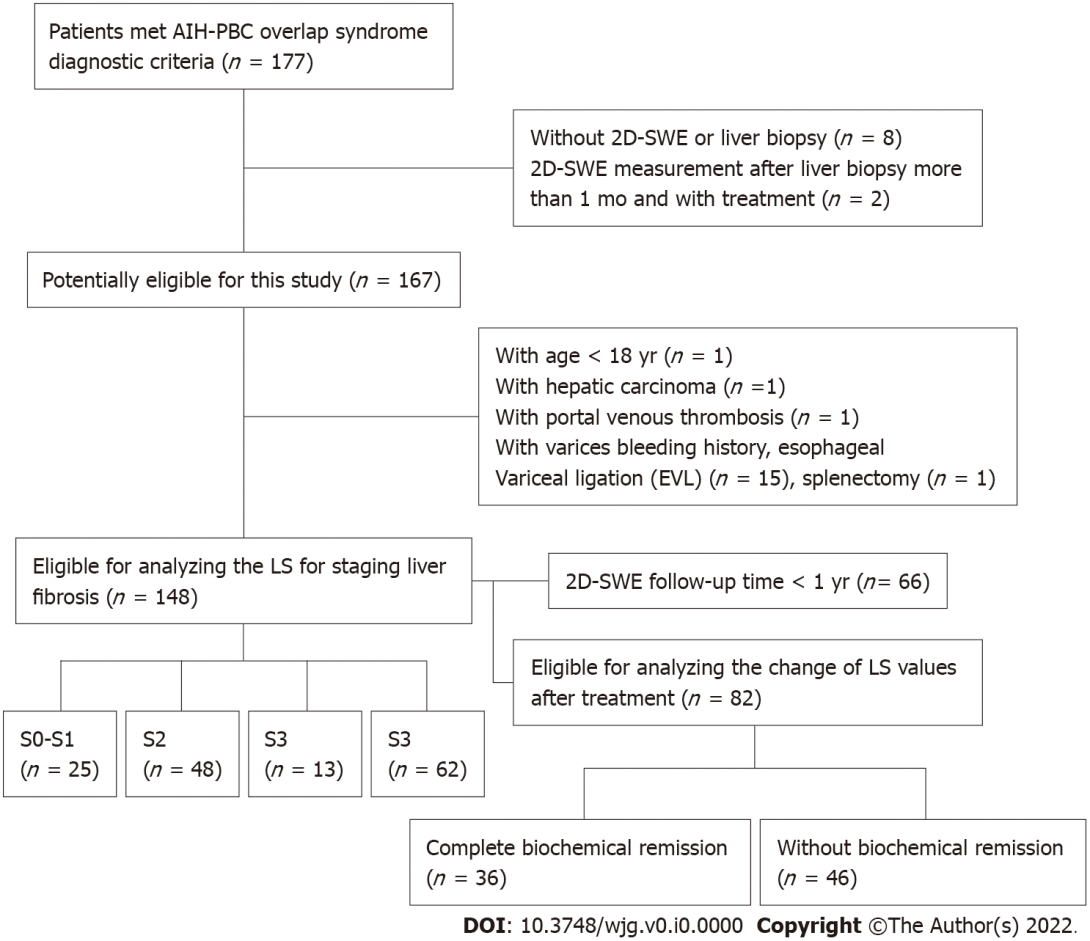 Patients met AIH-PBC overlap syndrome
diagnostic criteria (n = 177)
Without 2D-SWE or liver biopsy (n = 8)
2D-SWE measurement after liver biopsy more
than 1 mo and with treatment (n = 2)
Potentially eligible for this study (n = 167)
With age < 18 yr (n = 1)
With hepatic carcinoma (n =1)
With portal venous thrombosis (n = 1)
With varices bleeding history, esophageal
Variceal ligation (EVL) (n = 15), splenectomy (n = 1)
Eligible for analyzing the LS for staging liver
fibrosis (n = 148)
2D-SWE follow-up time < 1 yr (n= 66)
Eligible for analyzing the change of LS values
after treatment (n = 82)
S0-S1
(n = 25)
S2
(n = 48)
S3
(n = 13)
S3
(n = 62)
Complete biochemical remission
(n = 36)
Without biochemical remission
(n = 46)
DOI: 10.3748/wjg.v0.i0.0000 Copyright ©The Author(s) 2022.